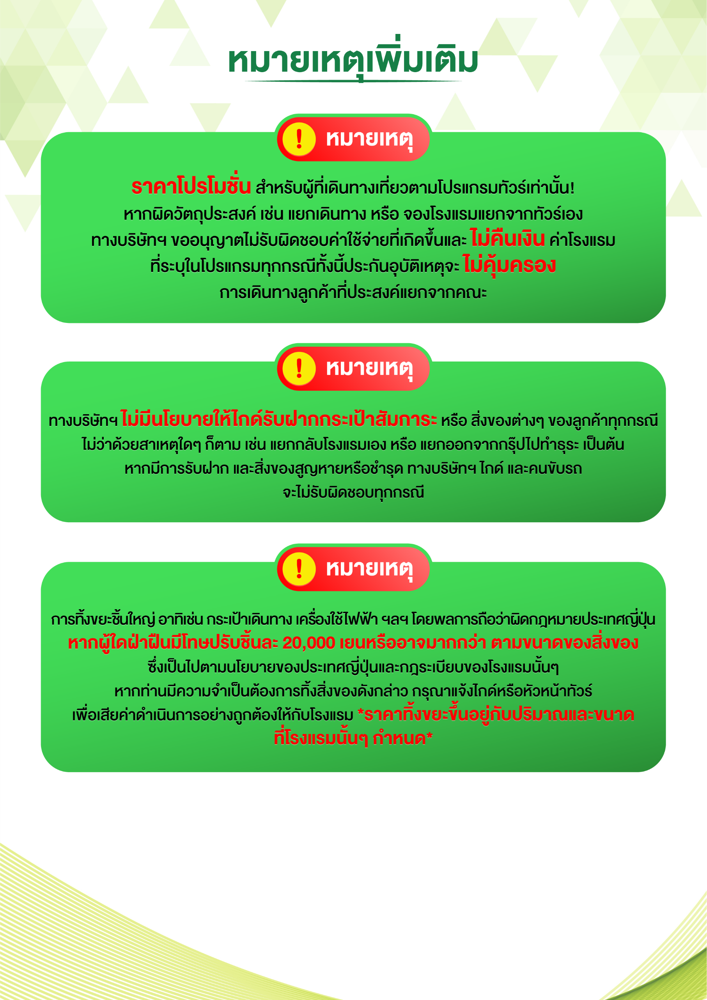 หมายเหตุเพิ่มเติม
หมายเหตุ
ราคาโปรโมชั่น สำหรับผู้ที่เดินทางเที่ยวตามโปรแกรมทัวร์เท่านั้น!
หากผิดวัตถุประสงค์ เช่น แยกเดินทาง หรือ จองโรงแรมแยกจากทัวร์เอง
ทางบริษัทฯ ขออนุญาตไม่รับผิดชอบค่าใช้จ่ายที่เกิดขึ้นและ ไม่คืนเงิน ค่าโรงแรม
ที่ระบุในโปรแกรมทุกกรณีทั้งนี้ประกันอุบัติเหตุจะ ไม่คุ้มครอง
การเดินทางลูกค้าที่ประสงค์แยกจากคณะ
หมายเหตุ
ทางบริษัทฯ ไม่มีนโยบายให้ไกด์รับฝากกระเป๋าสัมการะ หรือ สิ่งของต่างๆ ของลูกค้าทุกกรณี
ไม่ว่าด้วยสาเหตุใดๆ ก็ตาม เช่น แยกกลับโรงแรมเอง หรือ แยกออกจากกรุ๊ปไปทำธุระ เป็นต้น
หากมีการรับฝาก และสิ่งของสูญหายหรือชำรุด ทางบริษัทฯ ไกด์ และคนขับรถ
จะไม่รับผิดชอบทุกกรณี
หมายเหตุ
การทิ้งขยะชิ้นใหญ่ อาทิเช่น กระเป๋าเดินทาง เครื่องใช้ไฟฟ้า ฯลฯ โดยพลการถือว่าผิดกฎหมายประเทศญี่ปุ่น
หากผู้ใดฝ่าฝืนมีโทษปรับชิ้นละ 20,000 เยนหรืออาจมากกว่า ตามขนาดของสิ่งของ
ซึ่งเป็นไปตามนโยบายของประเทศญี่ปุ่นและกฎระเบียบของโรงแรมนั้นๆ
หากท่านมีความจำเป็นต้องการทิ้งสิ่งของดังกล่าว กรุณาแจ้งไกด์หรือหัวหน้าทัวร์
เพื่อเสียค่าดำเนินการอย่างถูกต้องให้กับโรงแรม *ราคาทิ้งขยะขึ้นอยู่กับปริมาณและขนาด
ที่โรงแรมนั้นๆ กำหนด*